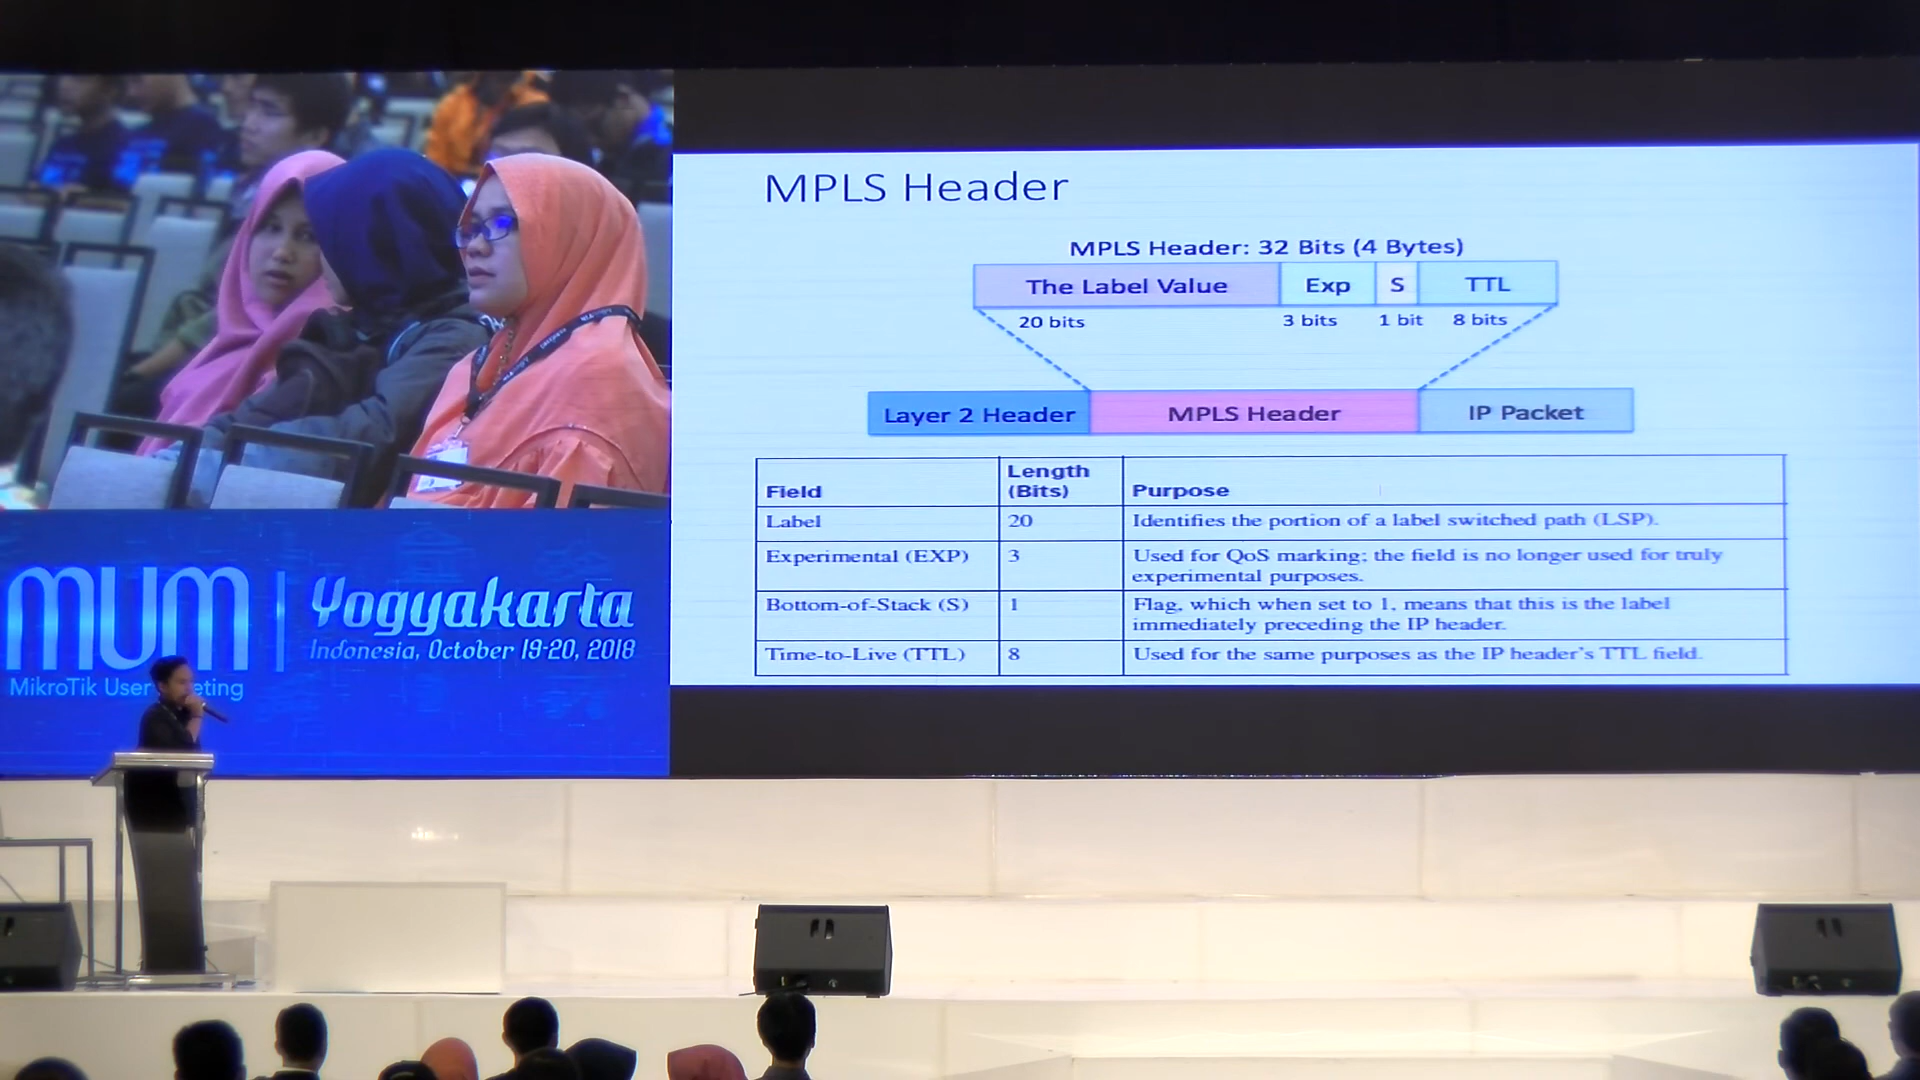 MPLS Header
MPLS Header: 32 Bits (4 Bytes)
The Label Value Exp S TTL
20 bits 3 bits 1 bit 8 bits
Layer 2 Header MPLS Header IP Packet
Field Length (Bits) Purpose
Label 20 Identifies the portion of a label switched path (LSP).
Experimental (EXP) 3 Used for QoS marking; the field is no longer used for truly
experimental purposes.
Bottom-of-Stack (S) 1 Flag, which when set to 1, means that this is the label
immediately preceding the IP header.
Time-to-Live (TTL) 8 Used for the same purposes as the IP header's TTL field.
MUM Yogyakarta
Indonesia, October 19-20, 2018
MikroTik User